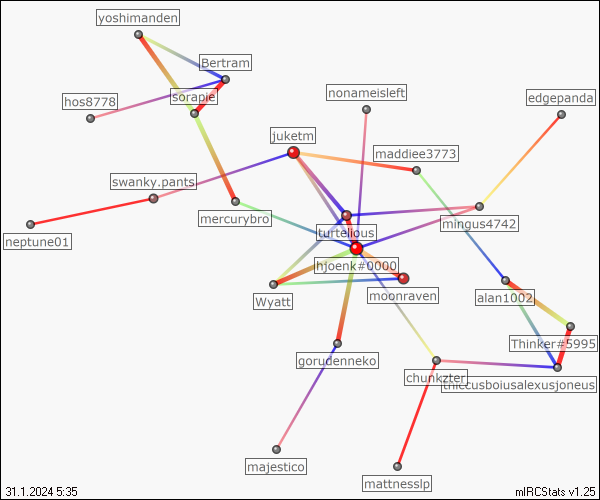 yoshimanden
Bertram
hos8778
sorapie
nonameisleft
edgepanda
juketm
maddiee3773
swanky.pants
mercurybro
mingus4742
turtelious
neptune01
hjoenk#0000
moonraven
Wyatt
alan1002
Thinker#5995
gorudenneko
chunkzter
thiccusboiusalexusjoneus
majestico
mattnesslp
31.1.2024 5:35
mIRCStats v1.25